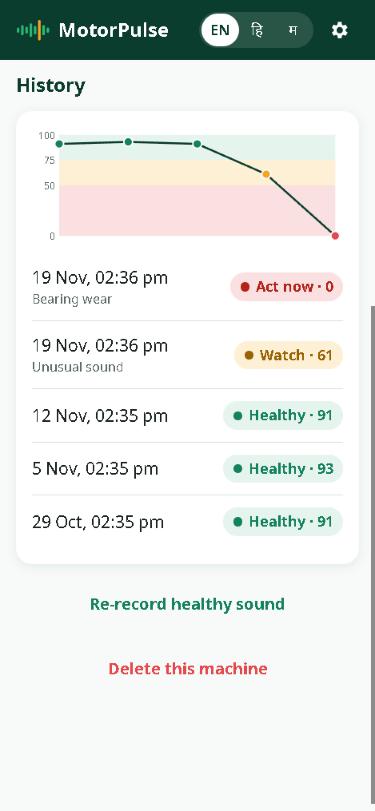 MotorPulse
EN
हि
म
History
100
75
50
0
19 Nov, 02:36 pm
Bearing wear
Act now · 0
19 Nov, 02:36 pm
Unusual sound
Watch · 61
12 Nov, 02:35 pm
Healthy · 91
5 Nov, 02:35 pm
Healthy · 93
29 Oct, 02:35 pm
Healthy · 91
Re-record healthy sound
Delete this machine